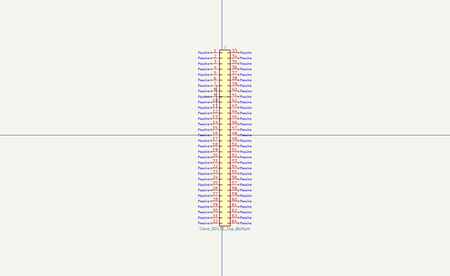 J
Passive 1 33 Passive
Passive 2 34 Passive
Passive 3 35 Passive
Passive 4 36 Passive
Passive 5 37 Passive
Passive 6 38 Passive
Passive 7 39 Passive
Passive 8 40 Passive
Passive 9 41 Passive
Passive 10 42 Passive
Passive 11 43 Passive
Passive 12 44 Passive
Passive 13 45 Passive
Passive 14 46 Passive
Passive 15 47 Passive
Passive 16 48 Passive
Passive 17 49 Passive
Passive 18 50 Passive
Passive 19 51 Passive
Passive 20 52 Passive
Passive 21 53 Passive
Passive 22 54 Passive
Passive 23 55 Passive
Passive 24 56 Passive
Passive 25 57 Passive
Passive 26 58 Passive
Passive 27 59 Passive
Passive 28 60 Passive
Passive 29 61 Passive
Passive 30 62 Passive
Passive 31 63 Passive
Passive 32 64 Passive
Conn_02x32_Top_Bottom